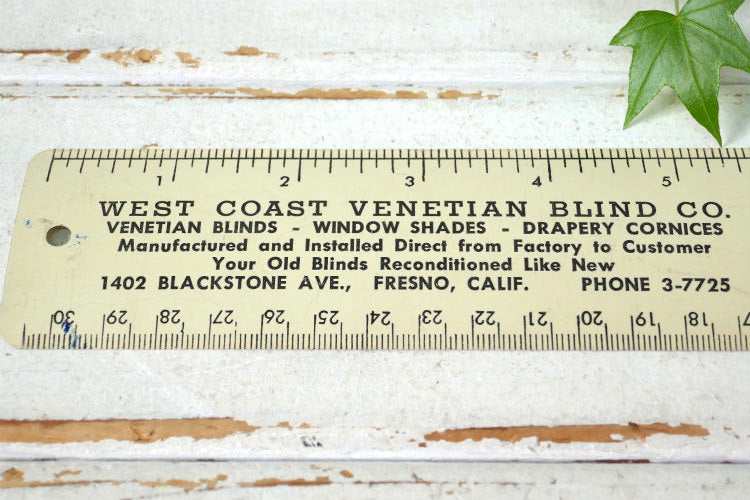 1 2 3 4 5
WEST COAST VENETIAN BLIND CO.
VENETIAN BLINDS - WINDOW SHADES - DRAPERY CORNICES
Manufactured and Installed Direct from Factory to Customer
Your Old Blinds Reconditioned Like New
1402 BLACKSTONE AVE., FRESNO, CALIF. PHONE 3-7725
30 29 28 27 26 25 24 23 22 21 20 19 18 17